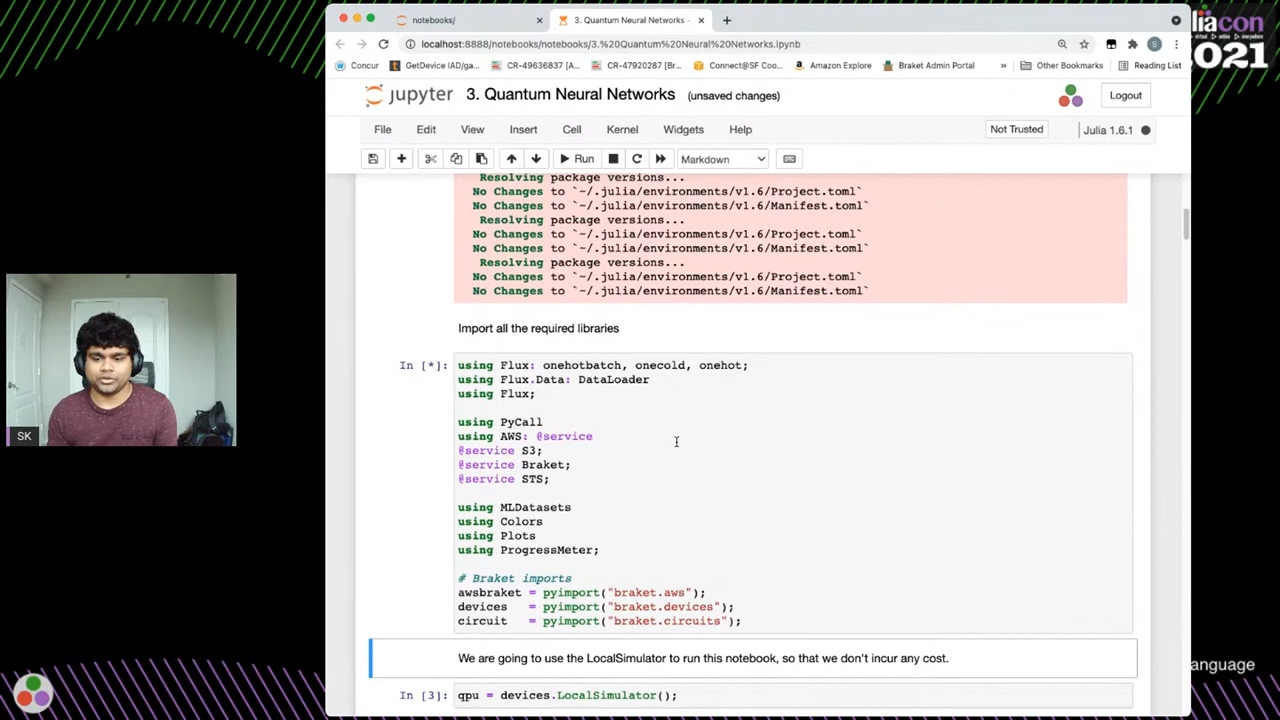 notebooks/
3. Quantum Neural Networks -
localhost:8888/notebooks/notebooks/3.%20Quantum%20Neural%20Networks.ipynb
Concur
GetDevice IAD/ga...
CR-49636837 [A...
CR-47920287 [Br...
Connect@SF Coo...
Amazon Explore
Braket Admin Portal
»
Other Bookmarks
Reading List
S
liacon
2021
jupyter
3. Quantum Neural Networks (unsaved changes)
Logout
File Edit View Insert Cell Kernel Widgets Help
Not Trusted
Julia 1.6.1
Run
Markdown
Resolving package versions...
No Changes to `~/.julia/environments/v1.6/Project.toml`
No Changes to `~/.julia/environments/v1.6/Manifest.toml`
Resolving package versions...
No Changes to `~/.julia/environments/v1.6/Project.toml`
No Changes to `~/.julia/environments/v1.6/Manifest.toml`
Resolving package versions...
No Changes to `~/.julia/environments/v1.6/Project.toml`
No Changes to `~/.julia/environments/v1.6/Manifest.toml`
Import all the required libraries
In [*]:
using Flux: onehotbatch, onecold, onehot;
using Flux.Data: DataLoader
using Flux;
using PyCall
using AWS: @service
@service S3;
@service Braket;
@service STS;
using MLDatasets
using Colors
using Plots
using ProgressMeter;
# Braket imports
awsbraket = pyimport("braket.aws");
devices = pyimport("braket.devices");
circuit = pyimport("braket.circuits");
We are going to use the LocalSimulator to run this notebook, so that we don't incur any cost.
In [3]:
qpu = devices.LocalSimulator();
SK
anguage